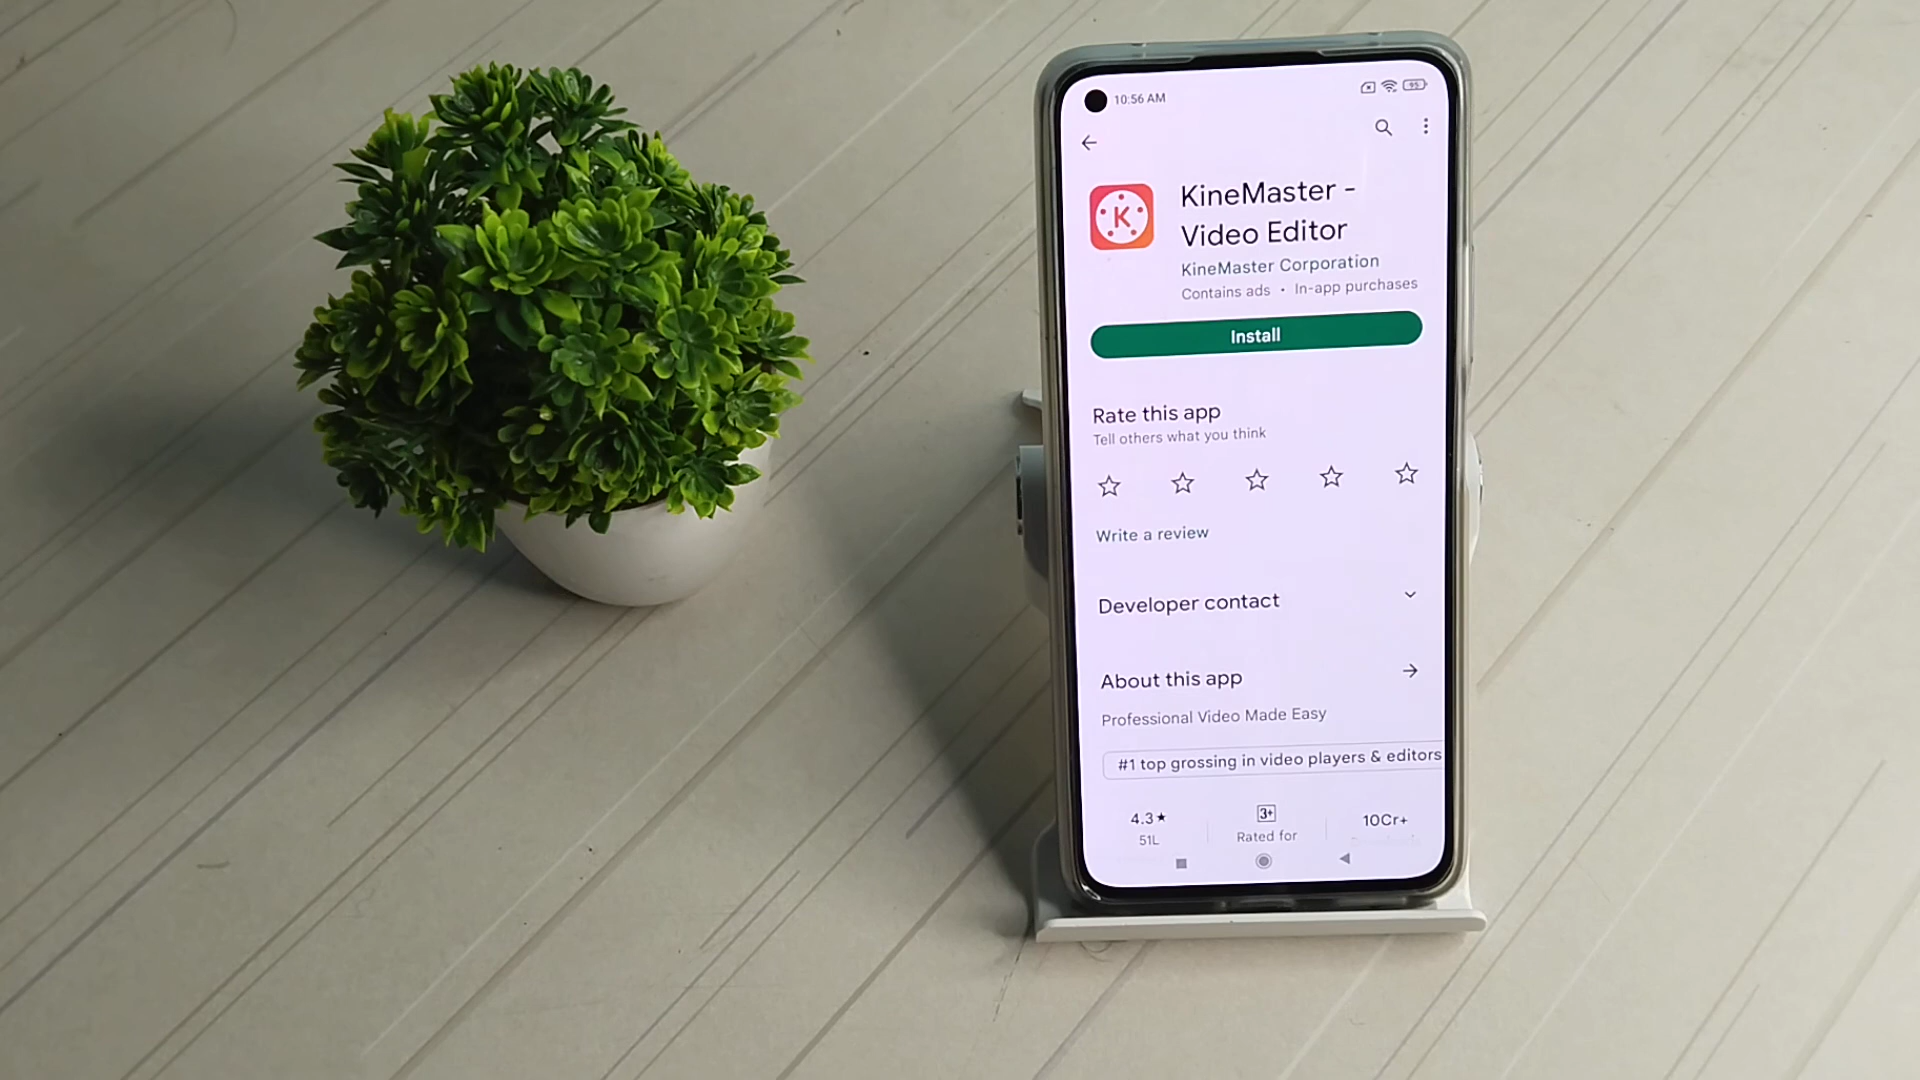 10:56 AM
95
K
KineMaster -
Video Editor
KineMaster Corporation
Contains ads • In-app purchases
Install
Rate this app
Tell others what you think
Write a review
Developer contact
About this app
Professional Video Made Easy
#1 top grossing in video players & editors
4.3★ 3+ 10Cr+
51L Rated for